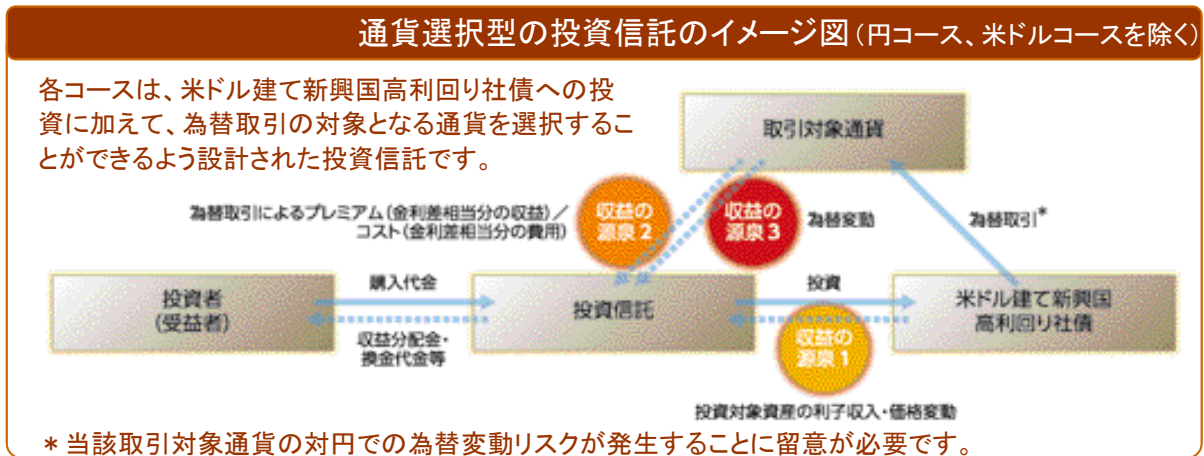 通貨選択型の投資信託のイメージ図(円コース、米ドルコースを除く)
各コースは、米ドル建て新興国高利回り社債への投
資に加えて、為替取引の対象となる通貨を選択するこ
とができるよう設計された投資信託です。
取引対象通貨
為替取引によるプレミアム(金利差相当分の収益)/
コスト(金利差相当分の費用)
収益の
源泉2
収益の
源泉3
為替変動
為替取引*
投資者
(受益者)
購入代金
収益分配金・
換金代金等
投資信託
投資
収益の
源泉1
米ドル建て新興国
高利回り社債
投資対象資産の利子収入・価格変動
*当該取引対象通貨の対円での為替変動リスクが発生することに留意が必要です。